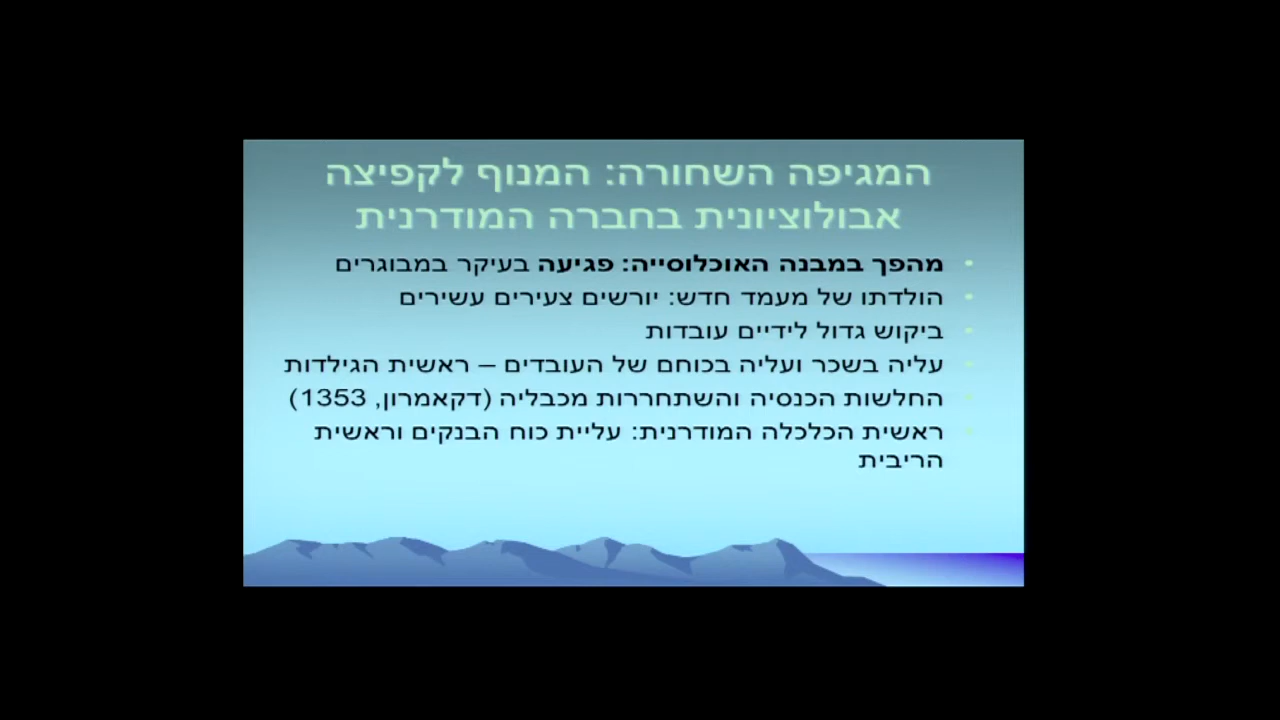 המגיפה השחורה: המנוף לקפיצה
אבולוציונית בחברה המודרנית
• מהפך במבנה האוכלוסייה: פגיעה בעיקר במבוגרים
• הולדתו של מעמד חדש: יורשים צעירים עשירים
• ביקוש גדול לידיים עובדות
• עליה בשכר ועליה בכוחם של העובדים – ראשית הגילדות
• החלשות הכנסיה והשתחררות מכבליה (דקאמרון, 1353)
• ראשית הכלכלה המודרנית: עליית כוח הבנקים וראשית
הריבית